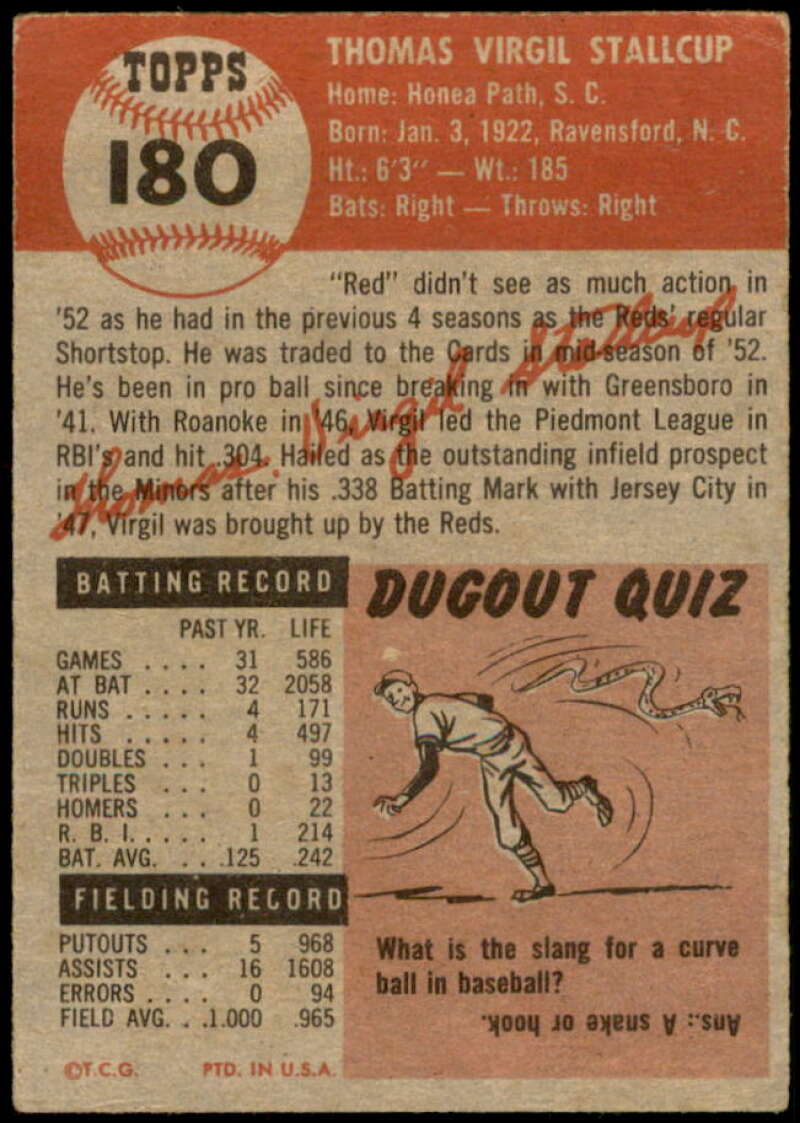 TOPPS
180
THOMAS VIRGIL STALLCUP
Home: Honea Path, S. C.
Born: Jan. 3, 1922, Ravensford, N. C.
Ht.: 6'3" — Wt.: 185
Bats: Right — Throws: Right
"Red" didn't see as much action in
'52 as he had in the previous 4 seasons as the Reds' regular
Shortstop. He was traded to the Cards in mid-season of '52.
He's been in pro ball since breaking in with Greensboro in
'41. With Roanoke in '46, Virgil led the Piedmont League in
RBI's and hit .304. Hailed as the outstanding infield prospect
in the Minors after his .338 Batting Mark with Jersey City in
'47, Virgil was brought up by the Reds.
Thomas Virgil Stallcup
BATTING RECORD
PAST YR. LIFE
GAMES .... 31 586
AT BAT .... 32 2058
RUNS ..... 4 171
HITS ..... 4 497
DOUBLES ... 1 99
TRIPLES ... 0 13
HOMERS ... 0 22
R. B. I. .... 1 214
BAT. AVG. ... .125 .242
FIELDING RECORD
PUTOUTS ... 5 968
ASSISTS ... 16 1608
ERRORS .... 0 94
FIELD AVG. .. 1.000 .965
©T.C.G. PTD. IN U.S.A.
DUGOUT QUIZ
What is the slang for a curve
ball in baseball?
Ans.: A snake or hook.